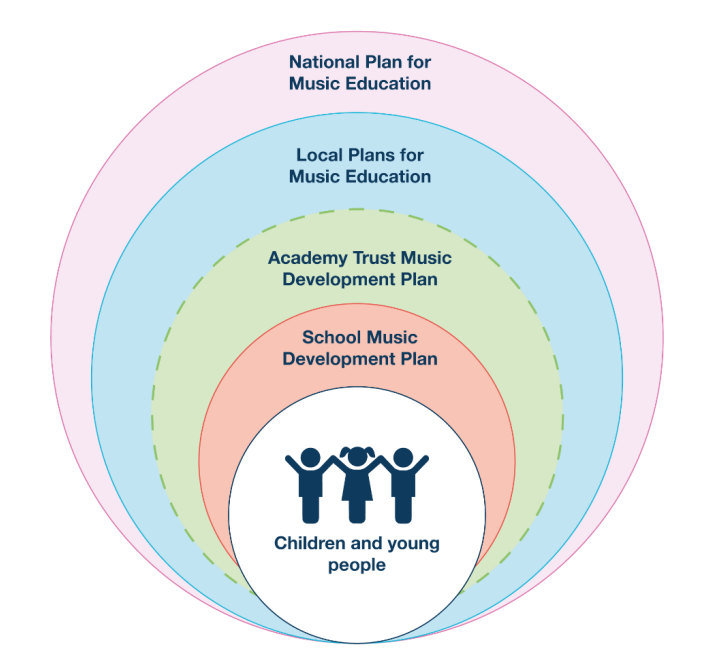 National Plan for
Music Education
Local Plans for
Music Education
Academy Trust Music
Development Plan
School Music
Development Plan
Children and young
people